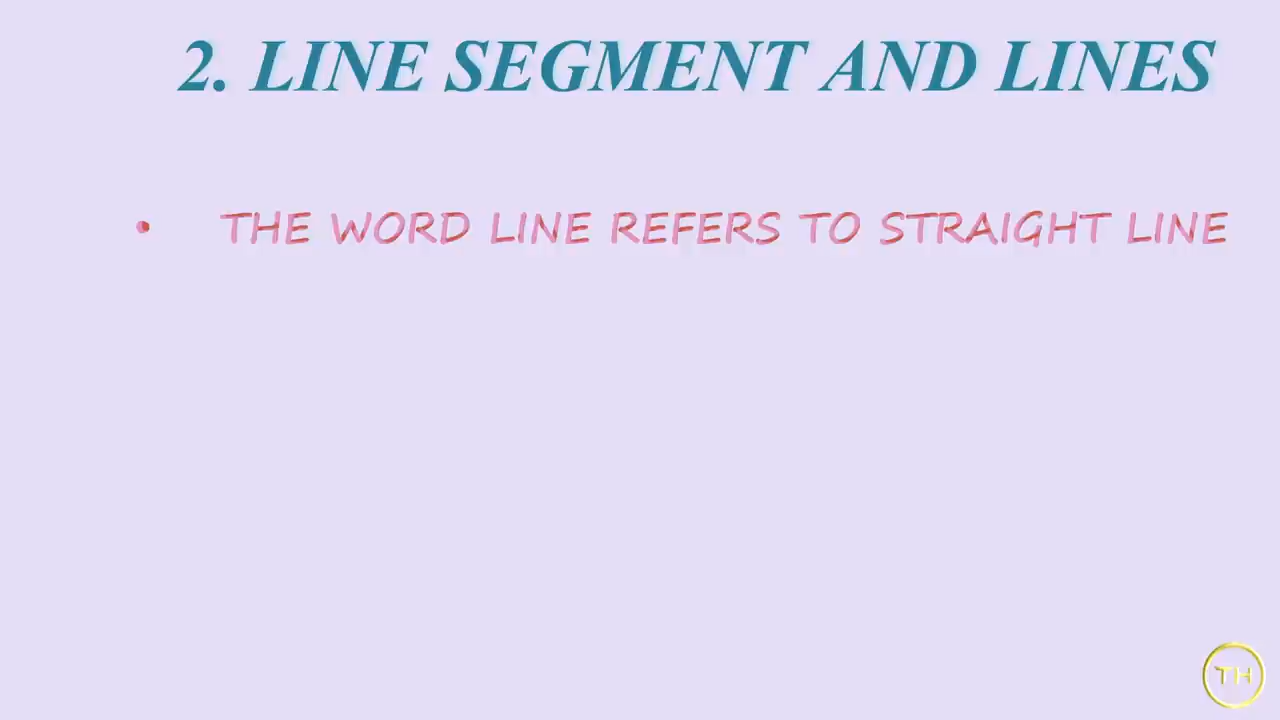 2. LINE SEGMENT AND LINES
• THE WORD LINE REFERS TO STRAIGHT LINE
TH